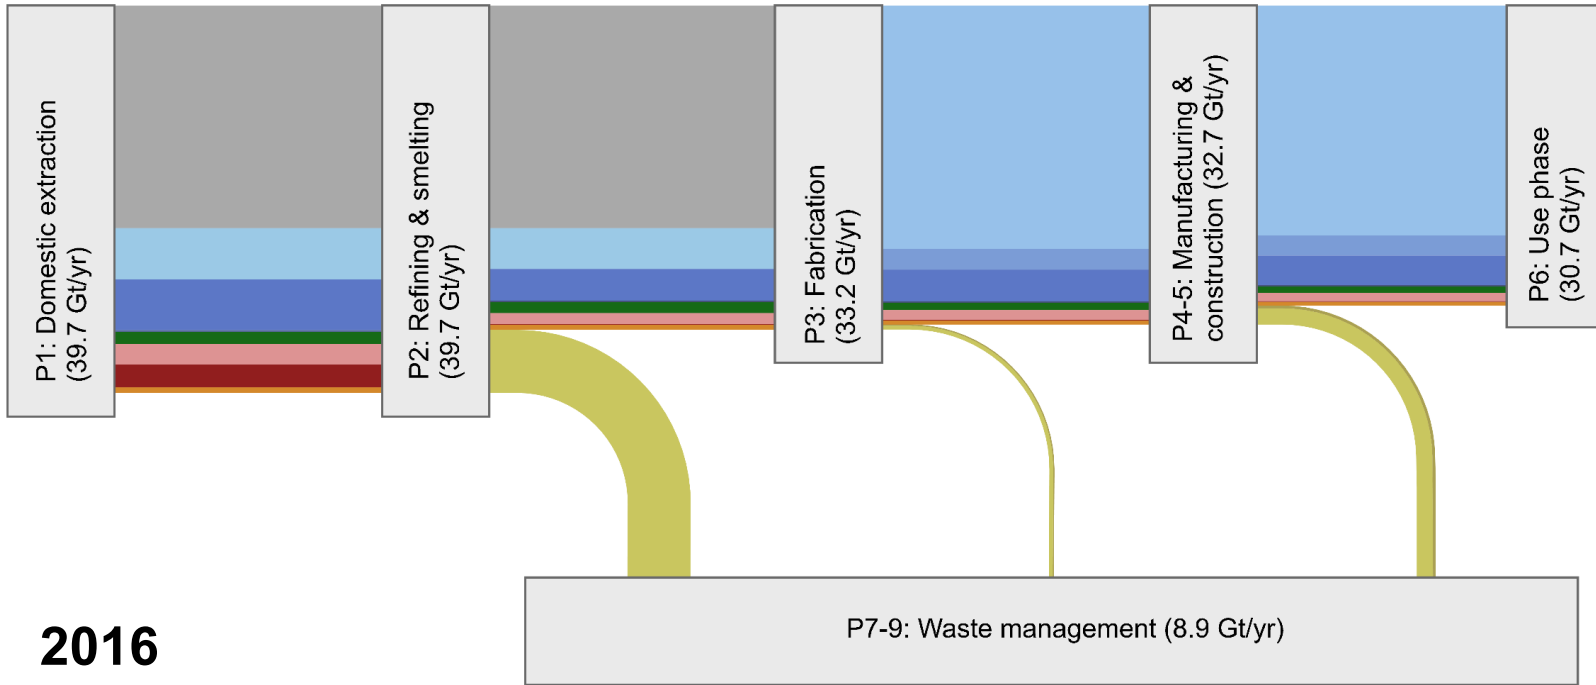 P1: Domestic extraction
(39.7 Gt/yr)
P2: Refining & smelting
(39.7 Gt/yr)
P3: Fabrication
(33.2 Gt/yr)
P4-5: Manufacturing &
construction (32.7 Gt/yr)
P6: Use phase
(30.7 Gt/yr)
P7-9: Waste management (8.9 Gt/yr)
2016